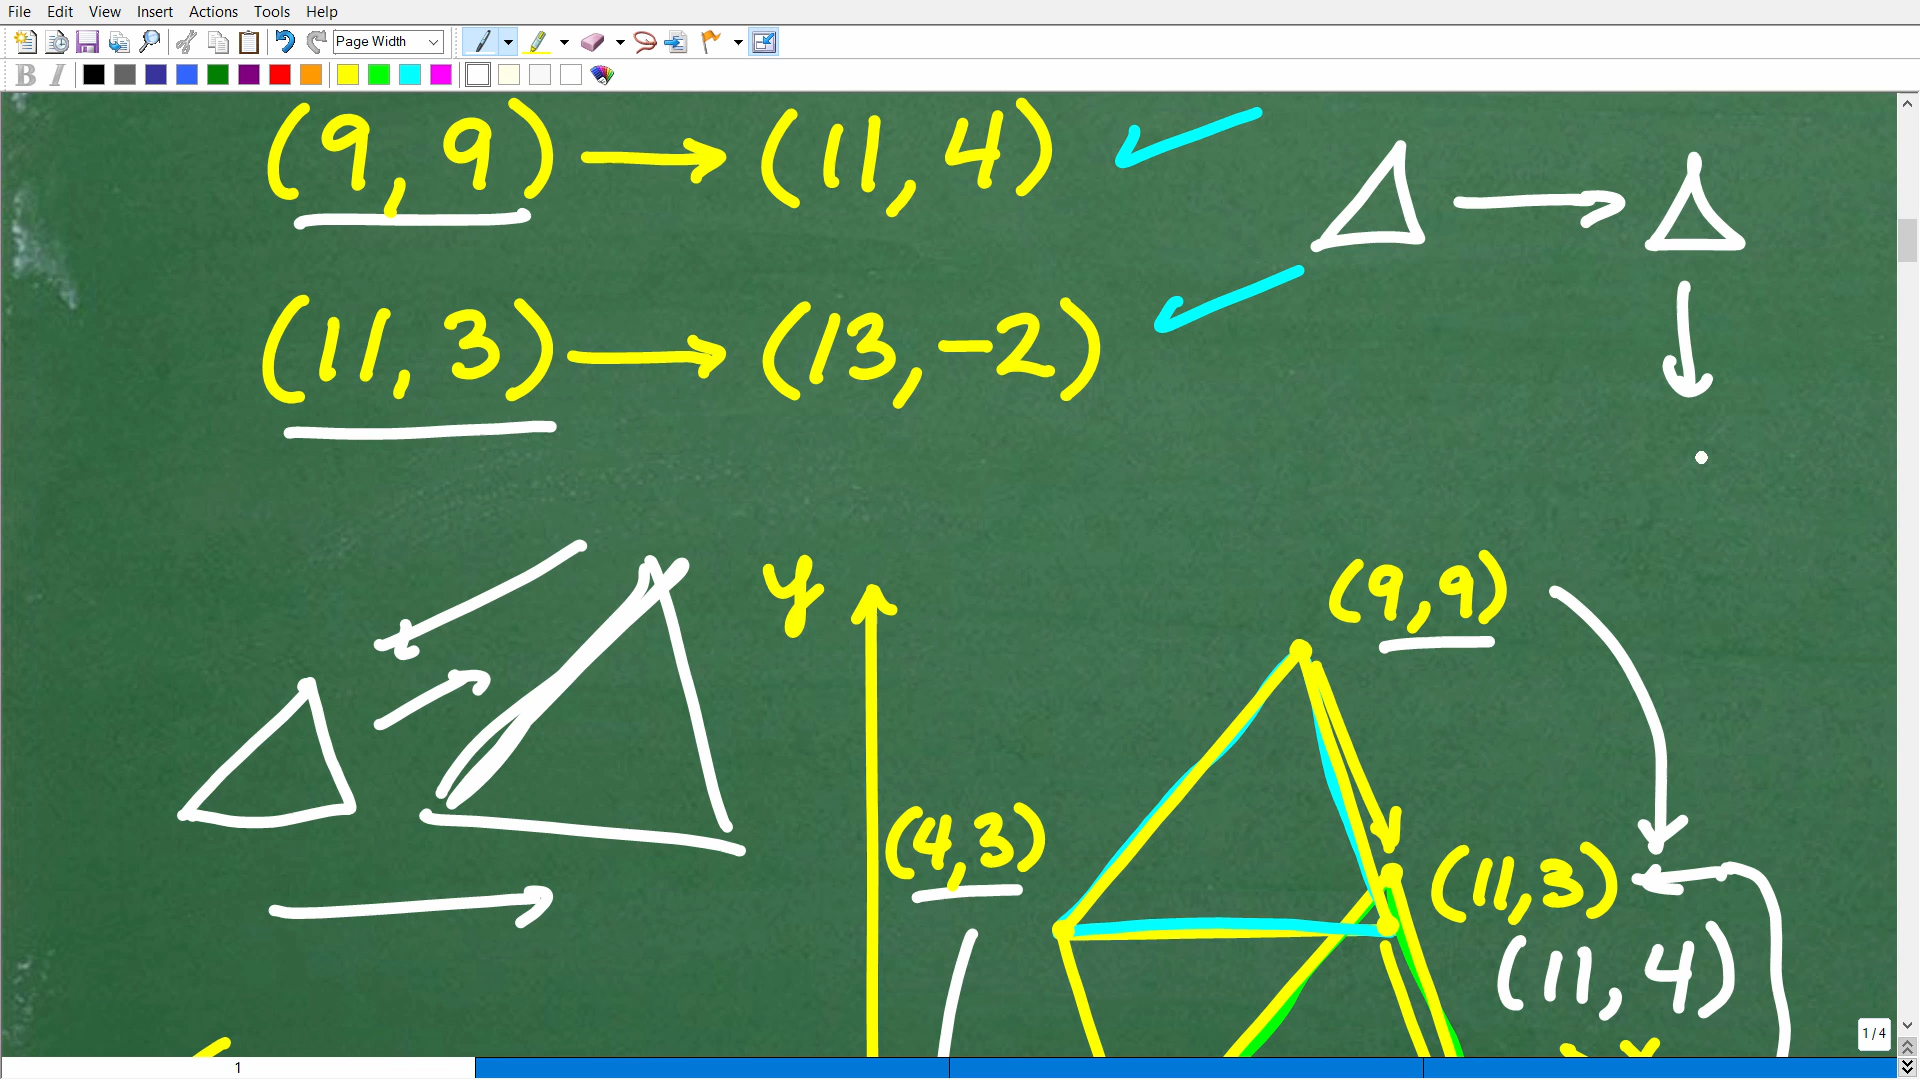 File Edit View Insert Actions Tools Help
Page Width
B I
(9, 9) → (11, 4)
(11, 3) → (13, -2)
y
(9,9)
(4,3)
(11,3)
(11, 4)
1 / 4
1